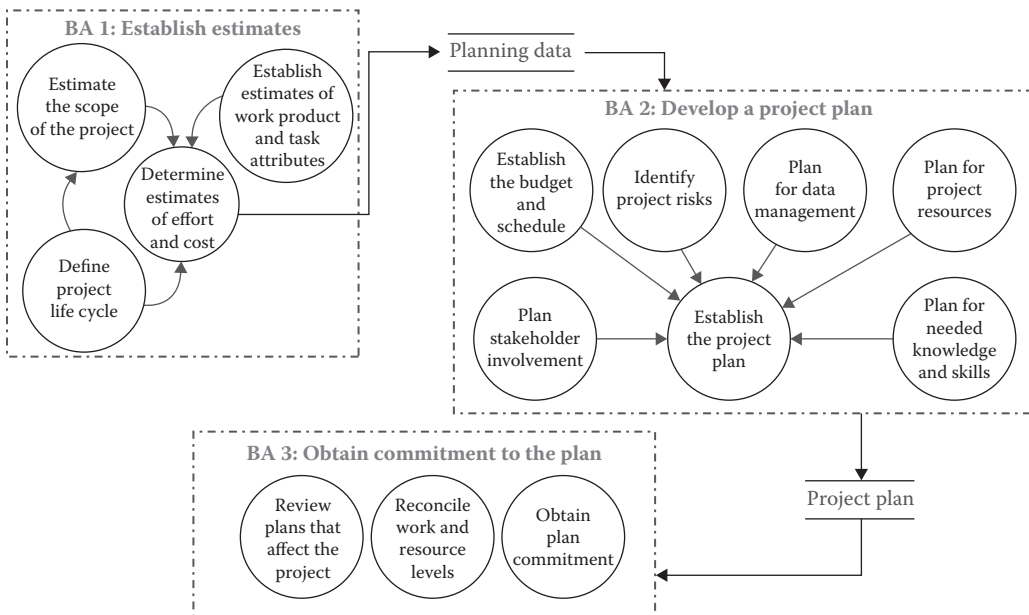 BA 1: Establish estimates
Estimate
the scope
of the project
Establish
estimates of
work product
and task
attributes
Determine
estimates
of effort
and cost
Define
project
life cycle
Planning data
BA 2: Develop a project plan
Establish
the budget
and
schedule
Identify
project risks
Plan
for data
management
Plan for
project
resources
Plan
stakeholder
involvement
Establish
the project
plan
Plan for
needed
knowledge
and skills
Project plan
BA 3: Obtain commitment to the plan
Review
plans that
affect the
project
Reconcile
work and
resource
levels
Obtain
plan
commitment